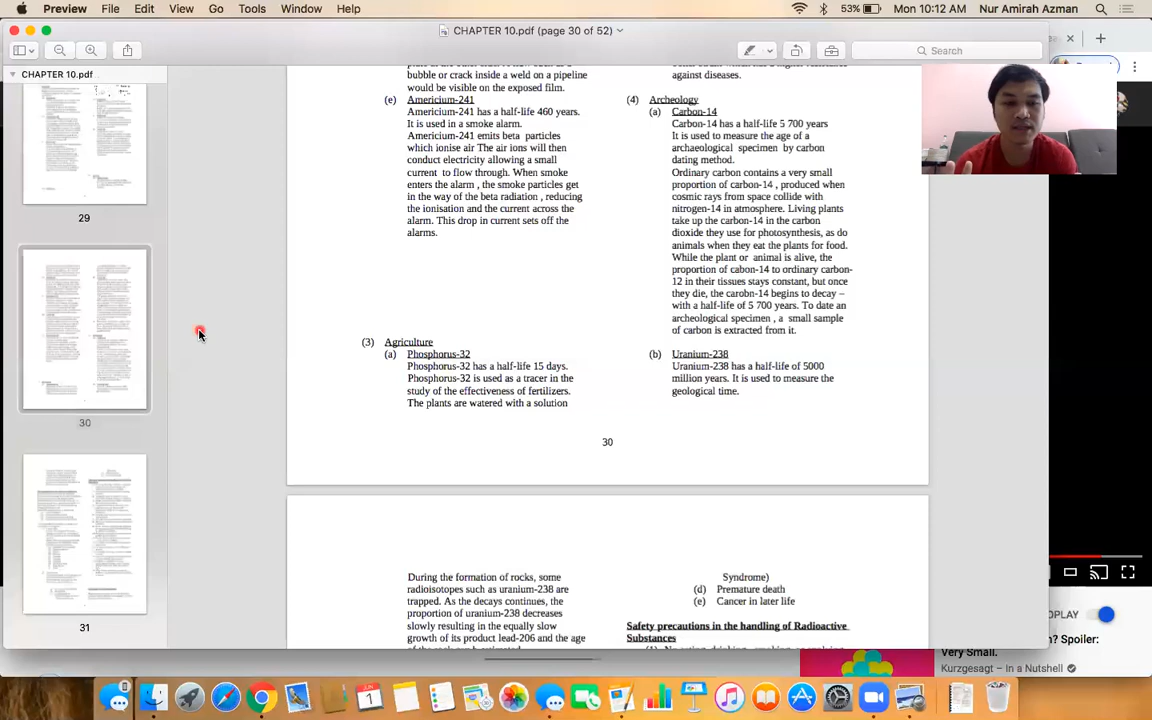 Preview File Edit View Go Tools Window Help
53% Mon 10:12 AM Nur Amirah Azman
CHAPTER 10.pdf (page 30 of 52)
Search
CHAPTER 10.pdf
29
30
31
bubble or crack inside a weld on a pipeline
would be visible on the exposed film.
(e) Americium-241
Americium-241 has a half-life 460 years.
It is used in a smoke alarm.
Americium-241 emits beta particles
which ionise air The air ions will then
conduct electricity allowing a small
current to flow through. When smoke
enters the alarm , the smoke particles get
in the way of the beta radiation , reducing
the ionisation and the current across the
alarm. This drop in current sets off the
alarms.
(3) Agriculture
(a) Phosphorus-32
Phosphorus-32 has a half-life 15 days.
Phosphorus-32 is used as a tracer in the
study of the effectiveness of fertilizers.
The plants are watered with a solution
against diseases.
(4) Archeology
(a) Carbon-14
Carbon-14 has a half-life 5 700 years
It is used to measure the age of a
archaeological specimen by carbon
dating method.
Ordinary carbon contains a very small
proportion of carbon-14 , produced when
cosmic rays from space collide with
nitrogen-14 in atmosphere. Living plants
take up the carbon-14 in the carbon
dioxide they use for photosynthesis, as do
animals when they eat the plants for food.
While the plant or animal is alive, the
proportion of cabon-14 to ordinary carbon-
12 in their tissues stays constant, but once
they die, the carobn-14 begins to decay –
with a half-life of 5 700 years. To date an
archeological specimen , a small sample
of carbon is extracted from it.
(b) Uranium-238
Uranium-238 has a half-life of 5000
million years. It is used to measure the
geological time.
30
During the formation of rocks, some
radioisotopes such as uranium-238 are
trapped. As the decays continues, the
proportion of uranium-238 decreases
slowly resulting in the equally slow
growth of its product lead-206 and the age
Syndrome)
(d) Premature death
(e) Cancer in later life
Safety precautions in the handling of Radioactive
Substances
OPLAY
? Spoiler:
Very Small.
Kurzgesagt – In a Nutshell